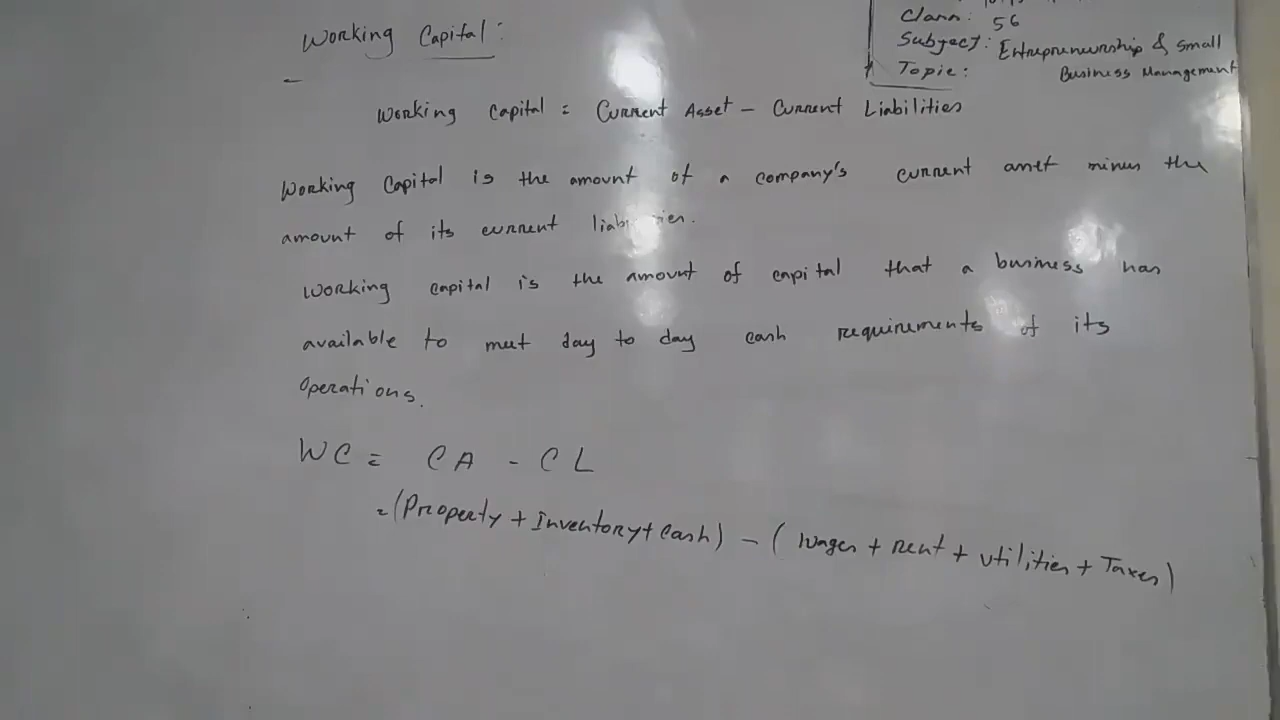 Working Capital:
Class: 56
Subject: Entrepreneurship & Small
Business Management
Topic:
Working Capital = Current Asset - Current Liabilities
Working Capital is the amount of a company's current asset minus the
amount of its current
Working capital is the amount of capital that a business has
available to meet day to day cash requirements of its
Operations.
WC = CA - CL
= (Property + Inventory + Cash) - (Wages + Rent + Utilities + Taxes)